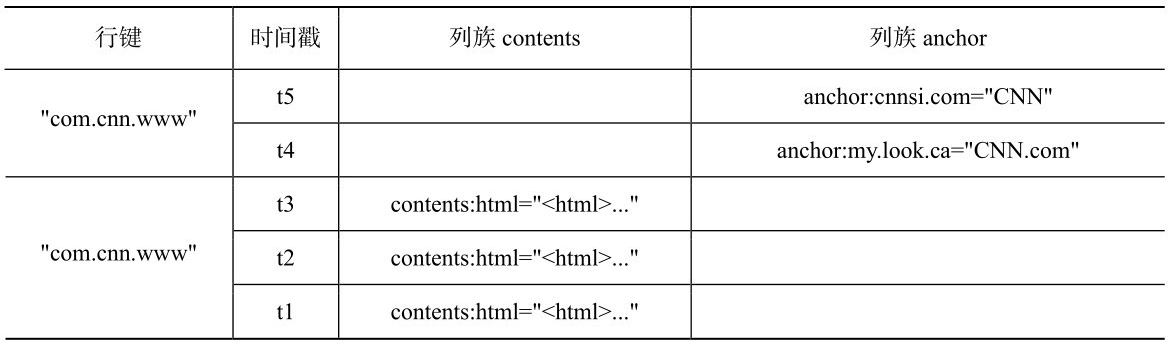 行键 时间戳 列族 contents 列族 anchor
"com.cnn.www" t5 anchor:cnnsi.com="CNN"
t4 anchor:my.look.ca="CNN.com"
"com.cnn.www" t3 contents:html="<html>..."
t2 contents:html="<html>..."
t1 contents:html="<html>..."